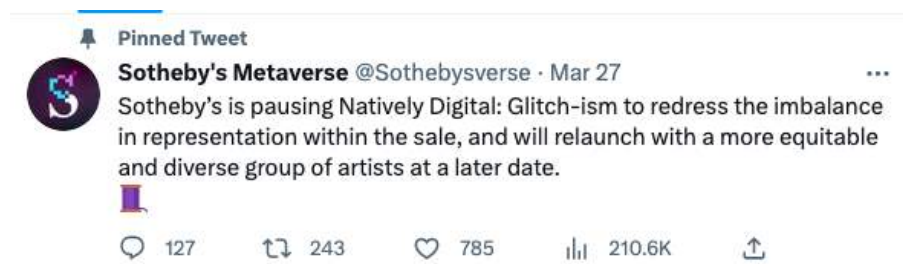 Pinned Tweet
Sotheby's Metaverse @Sothebysverse · Mar 27
Sotheby's is pausing Natively Digital: Glitch-ism to redress the imbalance
in representation within the sale, and will relaunch with a more equitable
and diverse group of artists at a later date.
127 243 785 210.6K